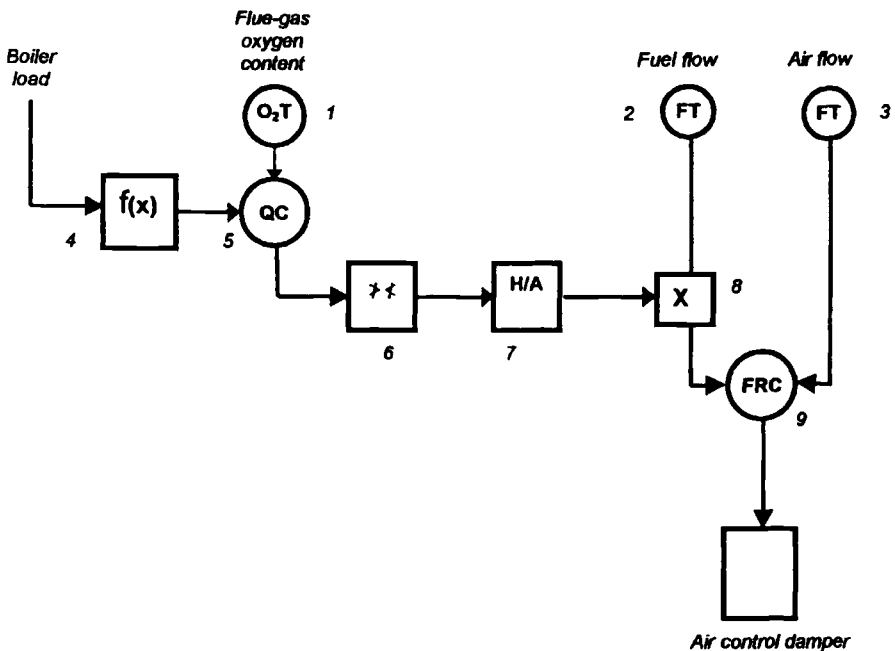 Flue-gas
oxygen
content
Boiler
load
Fuel flow
Air flow
O₂T
1
2
FT
FT
3
f(x)
4
QC
5
H/A
6
7
X
8
FRC
9
Air control damper